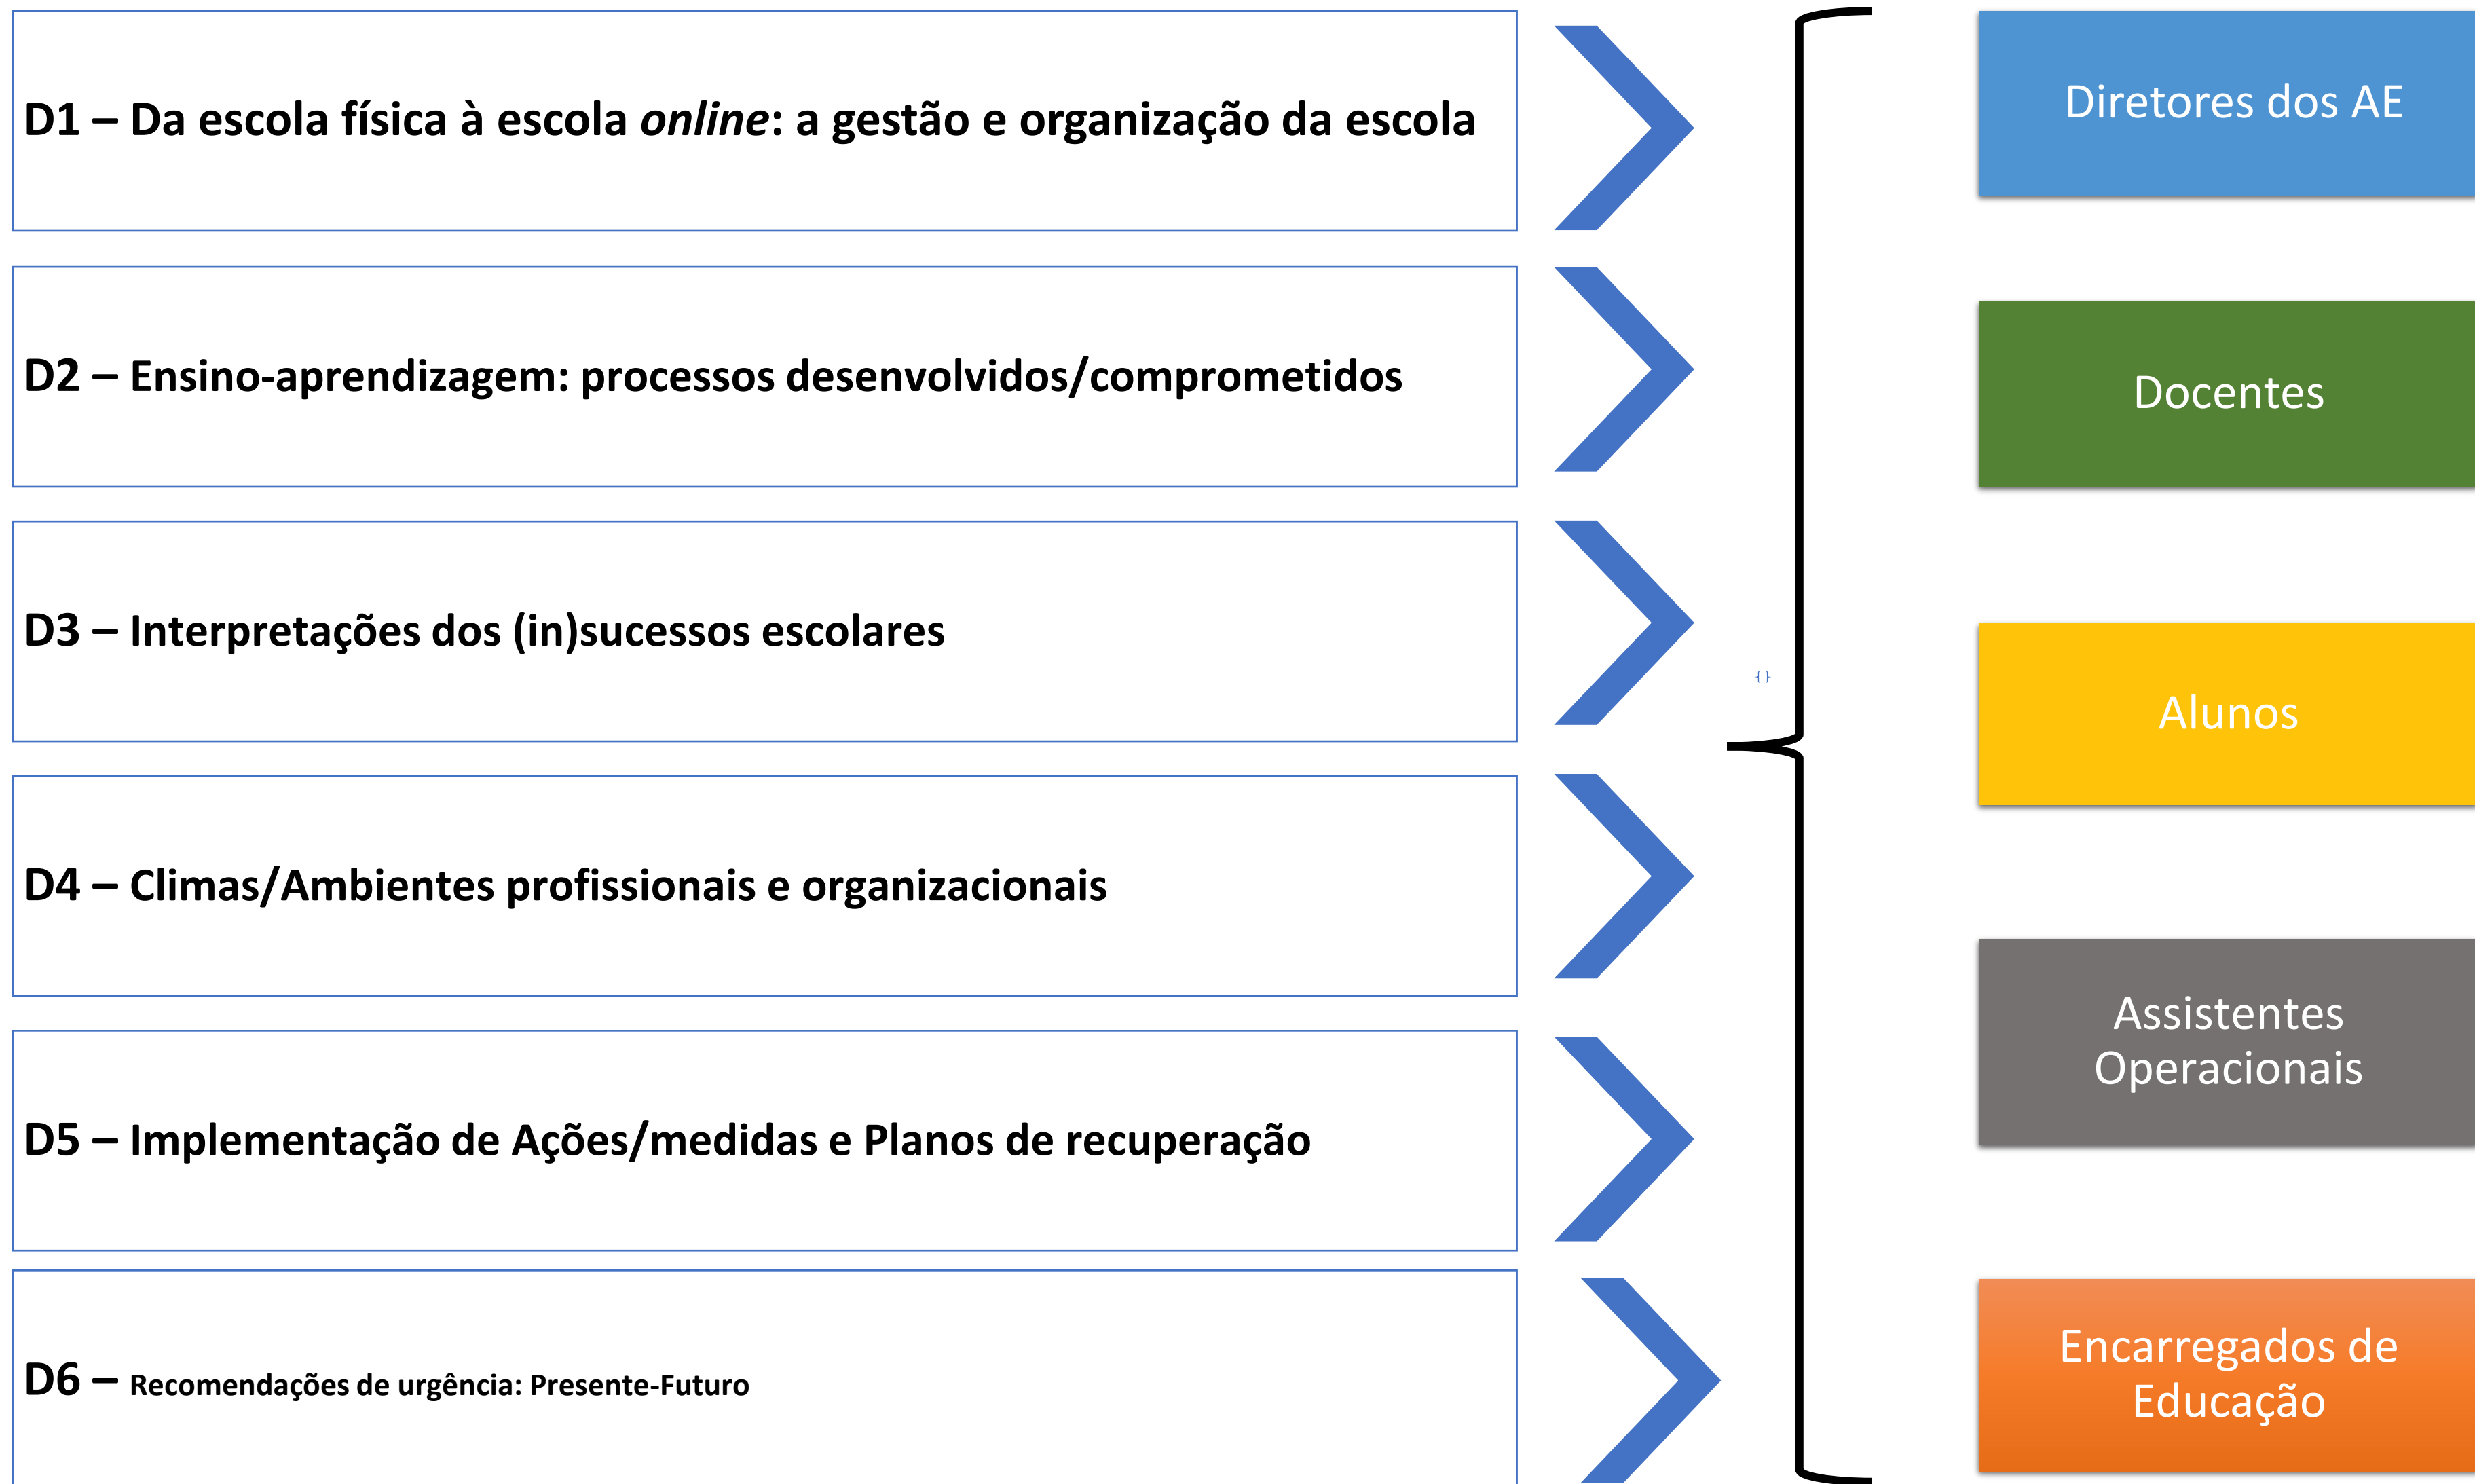 D1 – Da escola física à escola online: a gestão e organização da escola
D2 – Ensino-aprendizagem: processos desenvolvidos/comprometidos
D3 – Interpretações dos (in)sucessos escolares
D4 – Climas/Ambientes profissionais e organizacionais
D5 – Implementação de Ações/medidas e Planos de recuperação
D6 – Recomendações de urgência: Presente-Futuro
{ }
Diretores dos AE
Docentes
Alunos
Assistentes
Operacionais
Encarregados de
Educação